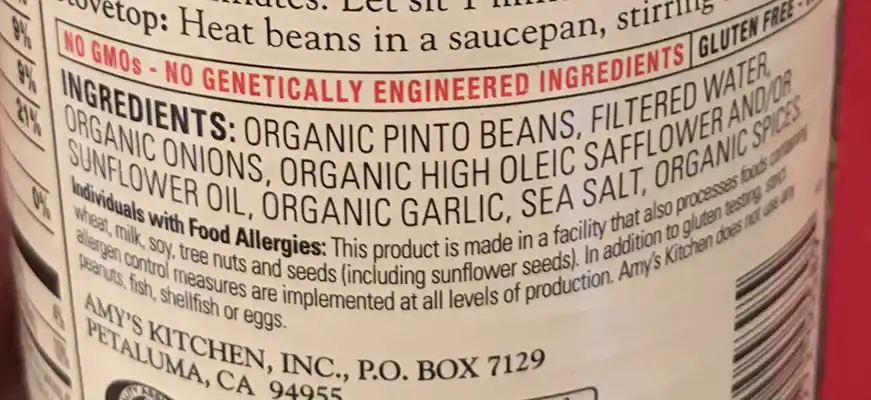 Let sit 1
stovetop: Heat beans in a saucepan, stirring
NO GMOs - NO GENETICALLY ENGINEERED INGREDIENTS GLUTEN FREE
INGREDIENTS: ORGANIC PINTO BEANS, FILTERED WATER,
ORGANIC ONIONS, ORGANIC HIGH OLEIC SAFFLOWER AND/OR
SUNFLOWER OIL, ORGANIC GARLIC, SEA SALT, ORGANIC SPICES.
Individuals with Food Allergies: This product is made in a facility that also processes foods containing
wheat, milk, soy, tree nuts and seeds (including sunflower seeds). In addition to gluten testing, strict
allergen control measures are implemented at all levels of production. Amy's Kitchen does not use any
peanuts, fish, shellfish or eggs.
AMY'S KITCHEN, INC., P.O. BOX 7129
PETALUMA, CA 94955
9%
9%
21%
0%